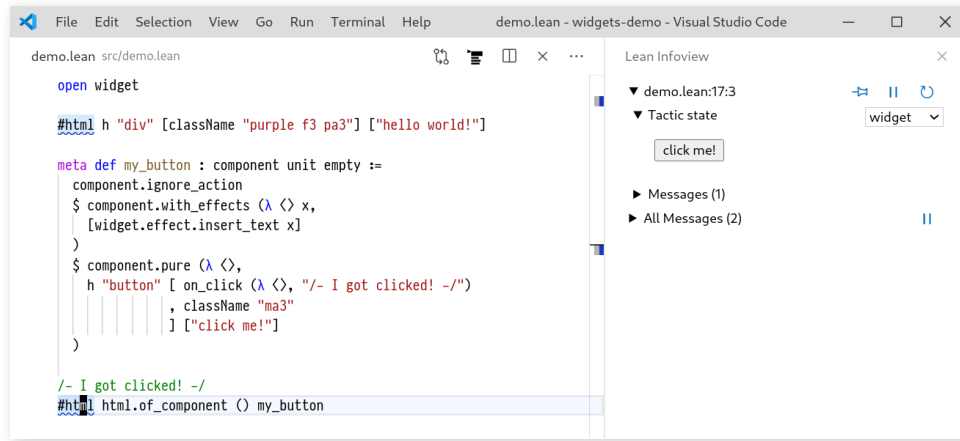 File Edit Selection View Go Run Terminal Help demo.lean - widgets-demo - Visual Studio Code
demo.lean src/demo.lean
open widget
#html h "div" [className "purple f3 pa3"] ["hello world!"]
meta def my_button : component unit empty :=
component.ignore_action
$ component.with_effects (λ ⟨⟩ x,
[widget.effect.insert_text x]
)
$ component.pure (λ ⟨⟩,
h "button" [ on_click (λ ⟨⟩, "/- I got clicked! -/")
, className "ma3"
] ["click me!"]
)
/- I got clicked! -/
#html html.of_component () my_button
Lean Infoview
▼ demo.lean:17:3
▼ Tactic state
widget
click me!
▶ Messages (1)
▶ All Messages (2)